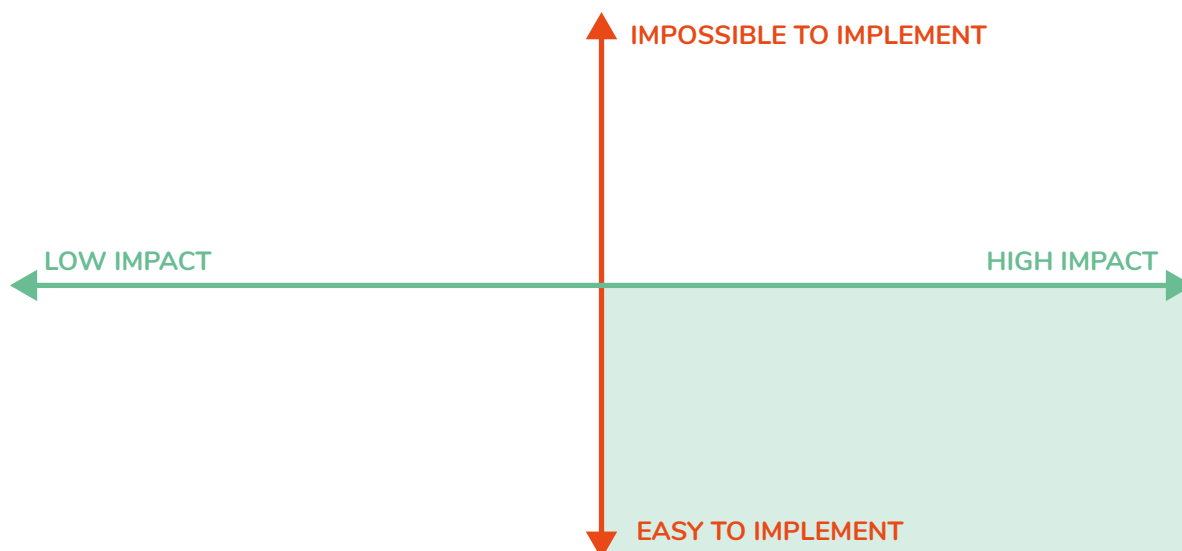 IMPOSSIBLE TO IMPLEMENT
LOW IMPACT
HIGH IMPACT
EASY TO IMPLEMENT